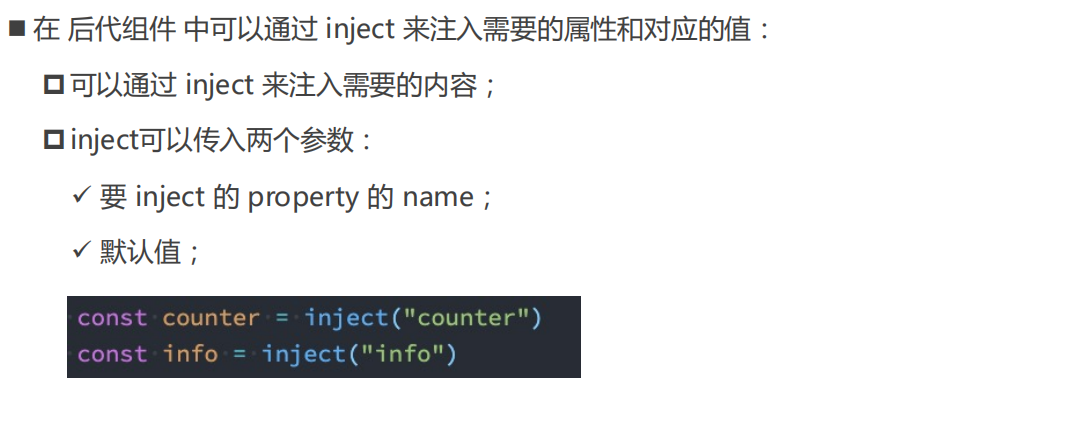 在 后代组件 中可以通过 inject 来注入需要的属性和对应的值：
可以通过 inject 来注入需要的内容；
inject可以传入两个参数：
要 inject 的 property 的 name；
默认值；
const counter = inject("counter")
const info = inject("info")